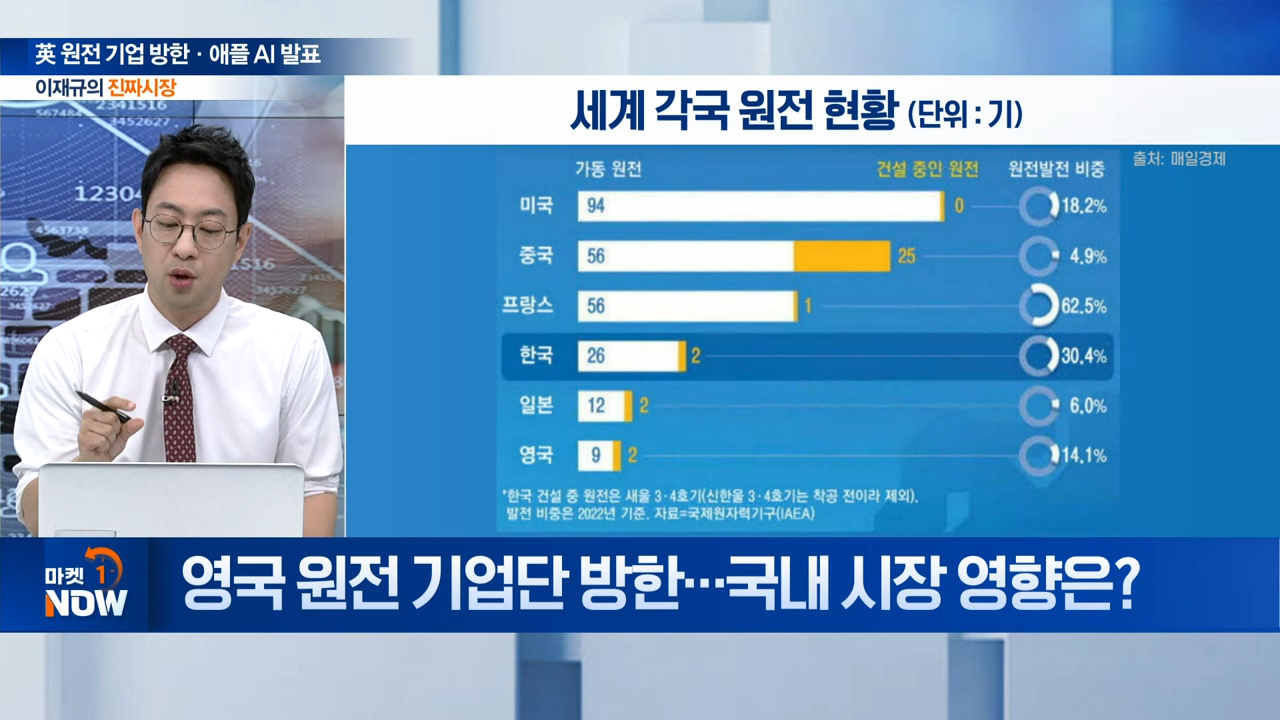 英 원전 기업 방한 · 애플 AI 발표
이재규의 진짜시장
2341516
567484
3452627
12304
4563734
1516
2627
3452637
세계 각국 원전 현황 (단위 : 기)
출처: 매일경제
가동 원전 건설 중인 원전 원전발전 비중
미국 94 0 18.2%
중국 56 25 4.9%
프랑스 56 1 62.5%
한국 26 2 30.4%
일본 12 2 6.0%
영국 9 2 14.1%
*한국 건설 중 원전은 새울 3·4호기(신한울 3·4호기는 착공 전이라 제외).
발전 비중은 2022년 기준. 자료=국제원자력기구(IAEA)
마켓 1
NOW
영국 원전 기업단 방한…국내 시장 영향은?